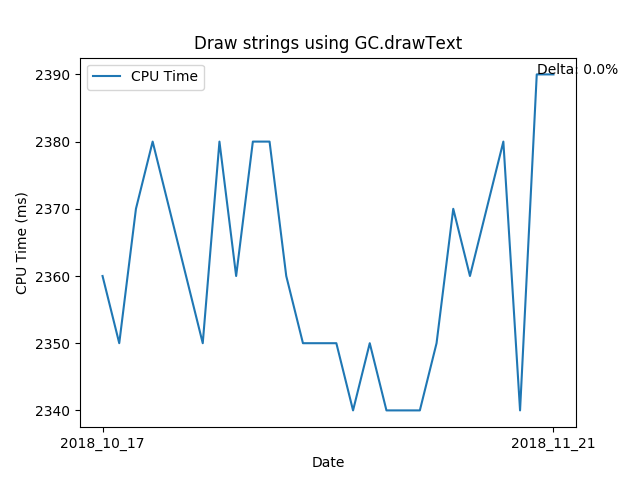 Draw strings using GC.drawText
CPU Time
Delta: 0.0%
2390
2380
2370
2360
2350
2340
CPU Time (ms)
2018_10_17
2018_11_21
Date